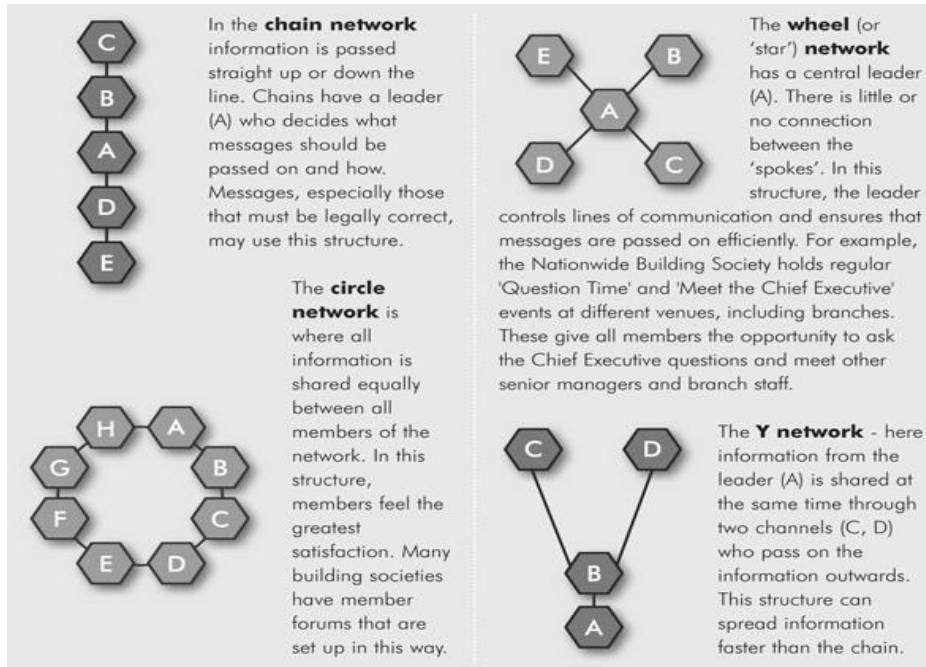 C
B
A
D
E
In the chain network
information is passed
straight up or down the
line. Chains have a leader
(A) who decides what
messages should be
passed on and how.
Messages, especially those
that must be legally correct,
may use this structure.
The circle
network is
where all
information is
shared equally
between all
members of the
network. In this
structure,
members feel the
greatest
satisfaction. Many
building societies
have member
forums that are
set up in this way.
H
A
G
B
F
C
E
D
E
B
A
D
C
The wheel (or
‘star’) network
has a central leader
(A). There is little or
no connection
between the
‘spokes’. In this
structure, the leader
controls lines of communication and ensures that
messages are passed on efficiently. For example,
the Nationwide Building Society holds regular
'Question Time' and 'Meet the Chief Executive'
events at different venues, including branches.
These give all members the opportunity to ask
the Chief Executive questions and meet other
senior managers and branch staff.
C
D
B
A
The Y network - here
information from the
leader (A) is shared at
the same time through
two channels (C, D)
who pass on the
information outwards.
This structure can
spread information
faster than the chain.